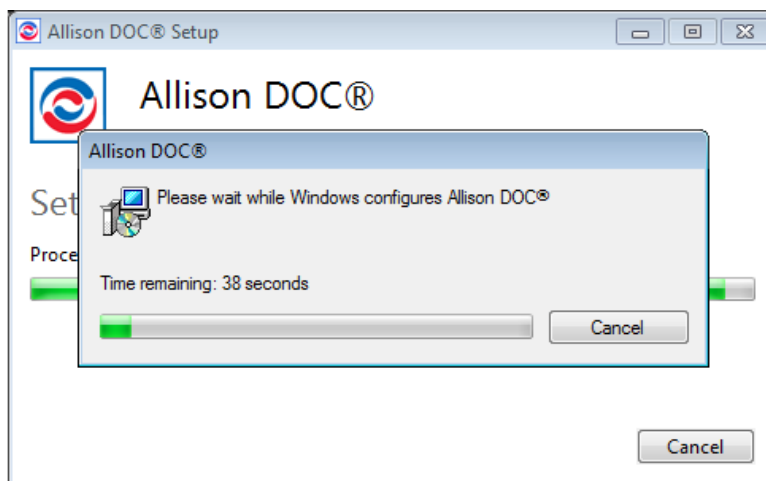 Allison DOC® Setup
Allison DOC®
Allison DOC®
Please wait while Windows configures Allison DOC®
Set
Proce
Time remaining: 38 seconds
Cancel
Cancel